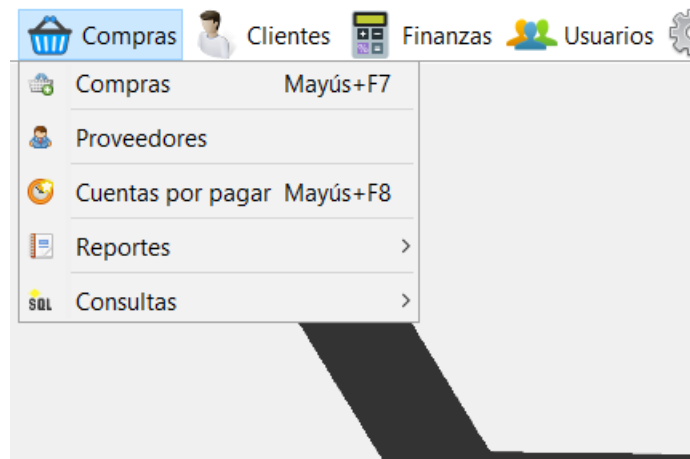 Compras Clientes Finanzas Usuarios
Compras Mayús+F7
Proveedores
Cuentas por pagar Mayús+F8
Reportes
SQL Consultas